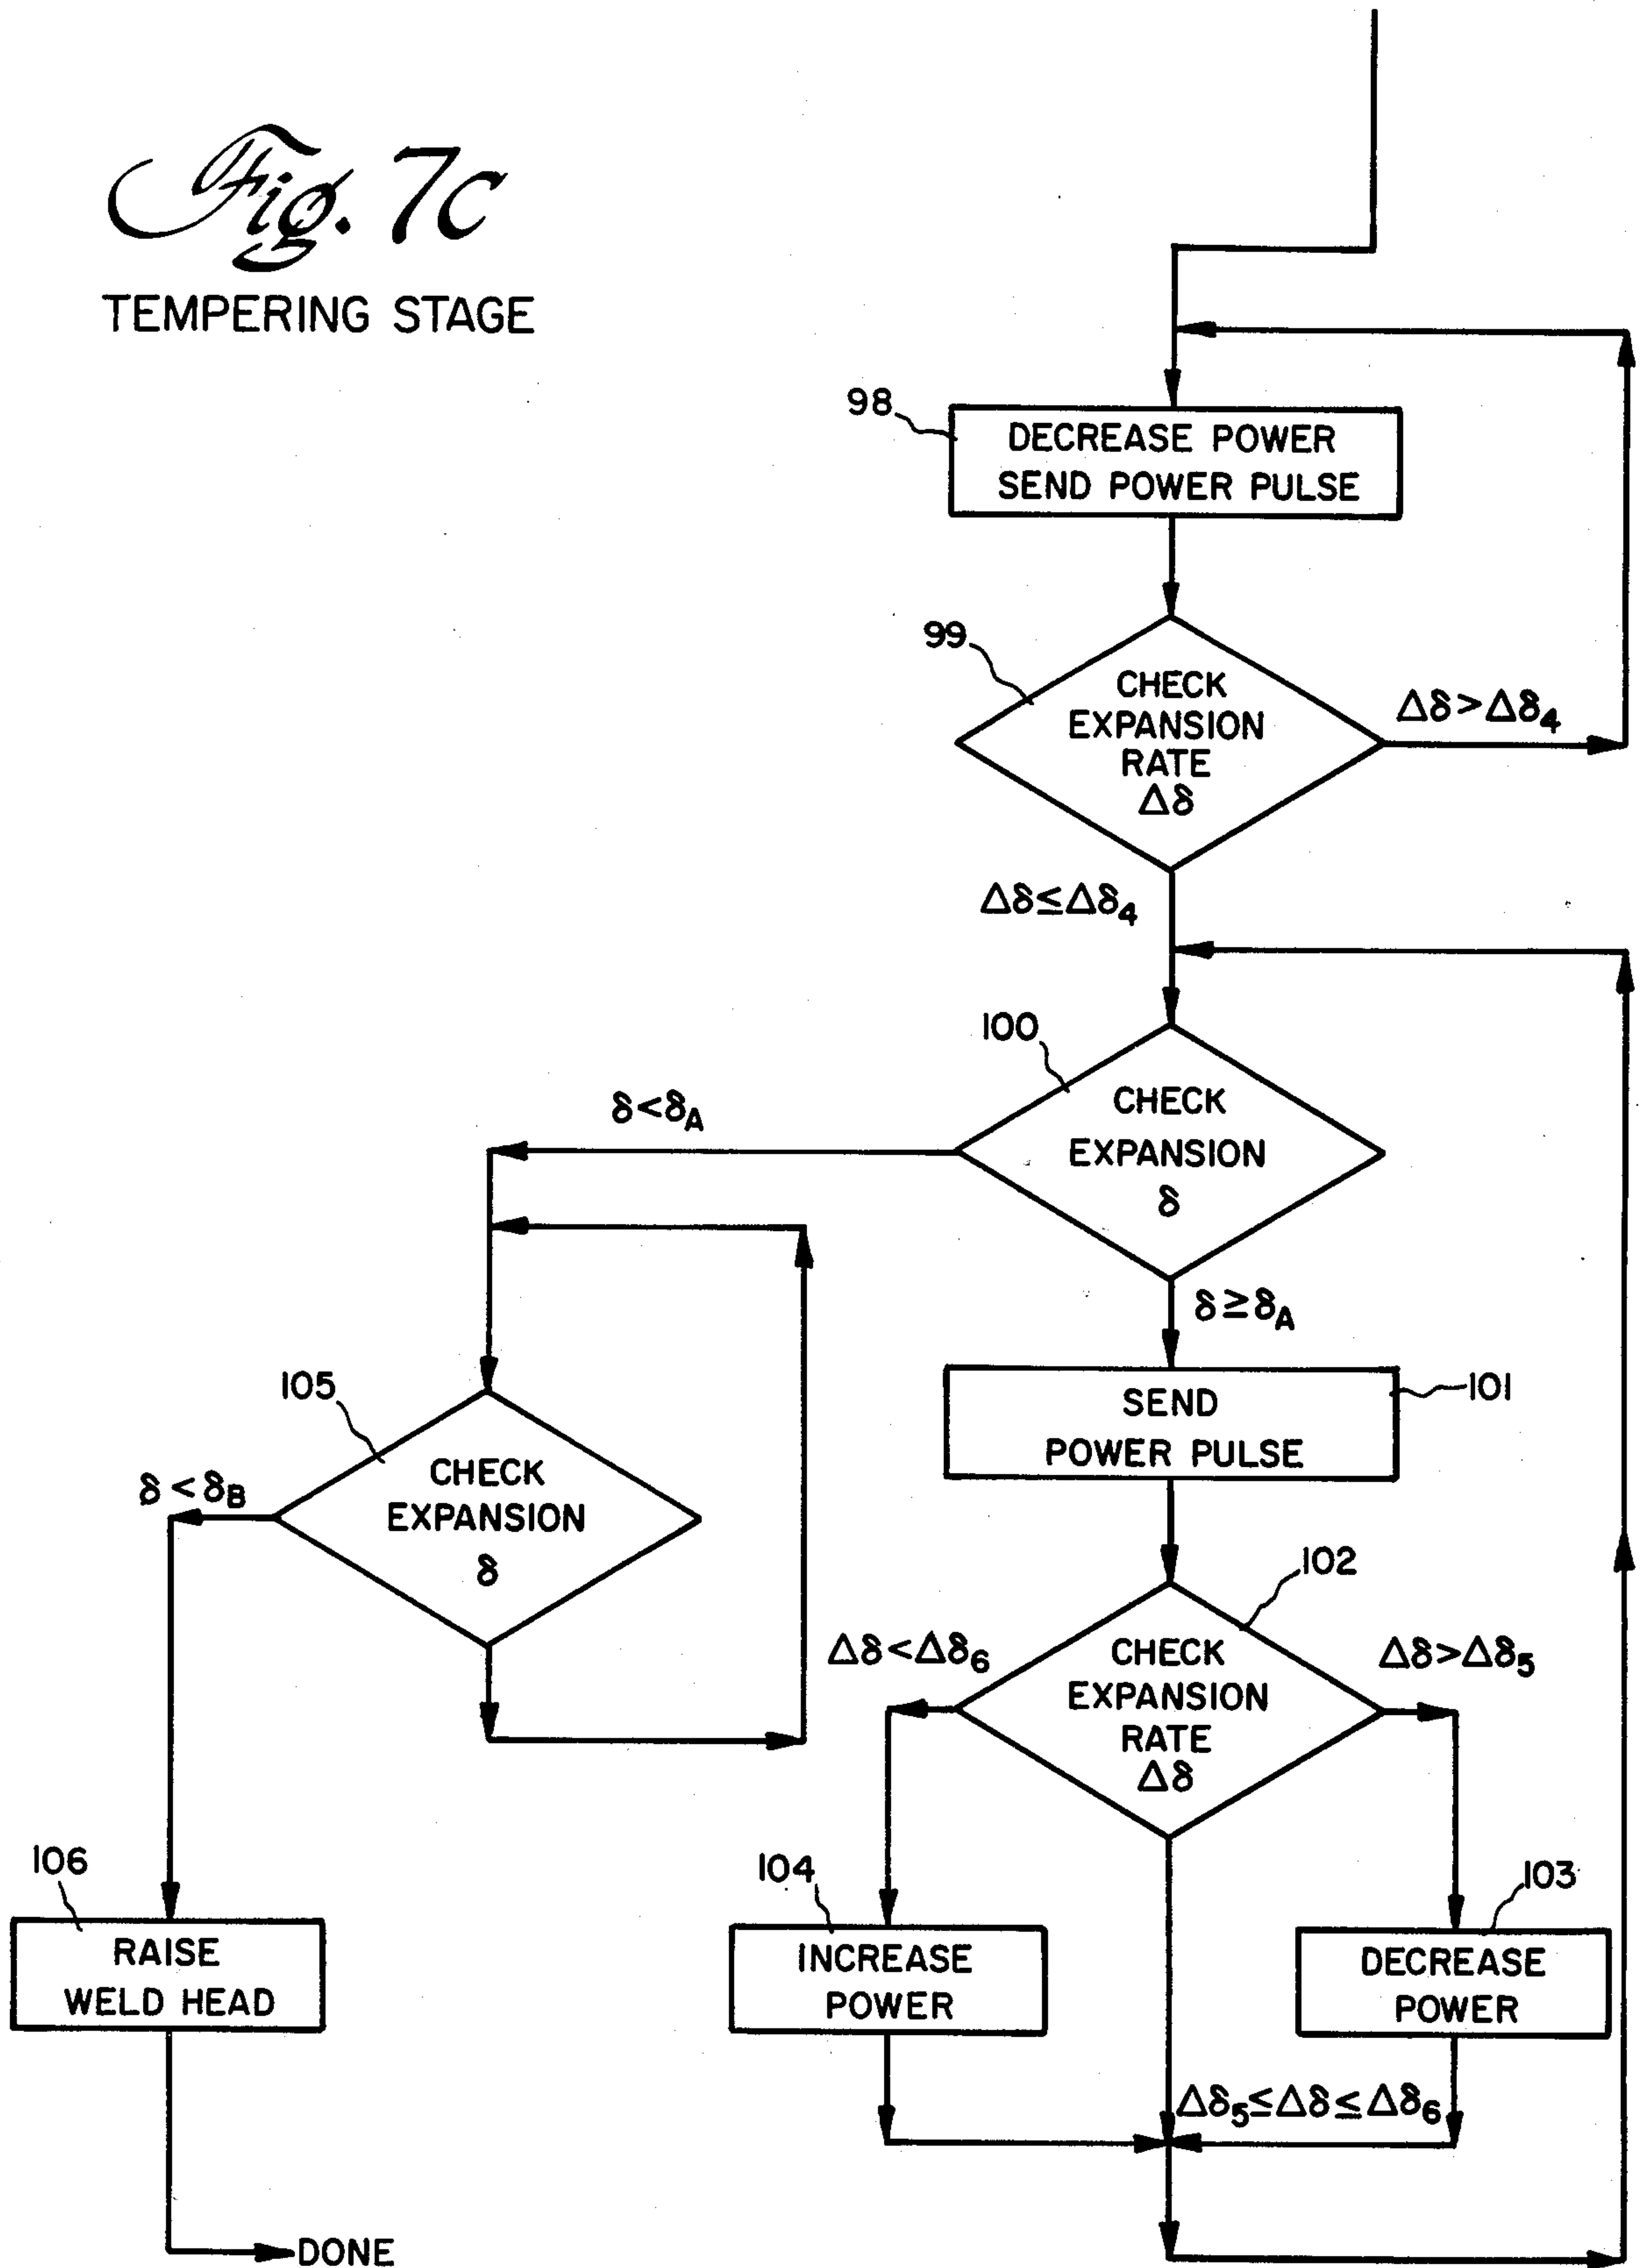 Fig. 7c
TEMPERING STAGE
98
DECREASE POWER
SEND POWER PULSE
99
CHECK
EXPANSION
RATE
Δδ
Δδ>Δδ4
Δδ≤Δδ4
100
CHECK
EXPANSION
δ
δ<δA
δ≥δA
101
SEND
POWER PULSE
105
CHECK
EXPANSION
δ
δ<δB
102
CHECK
EXPANSION
RATE
Δδ
Δδ<Δδ6
Δδ>Δδ5
106
RAISE
WELD HEAD
104
INCREASE
POWER
103
DECREASE
POWER
Δδ5≤Δδ≤Δδ6
DONE